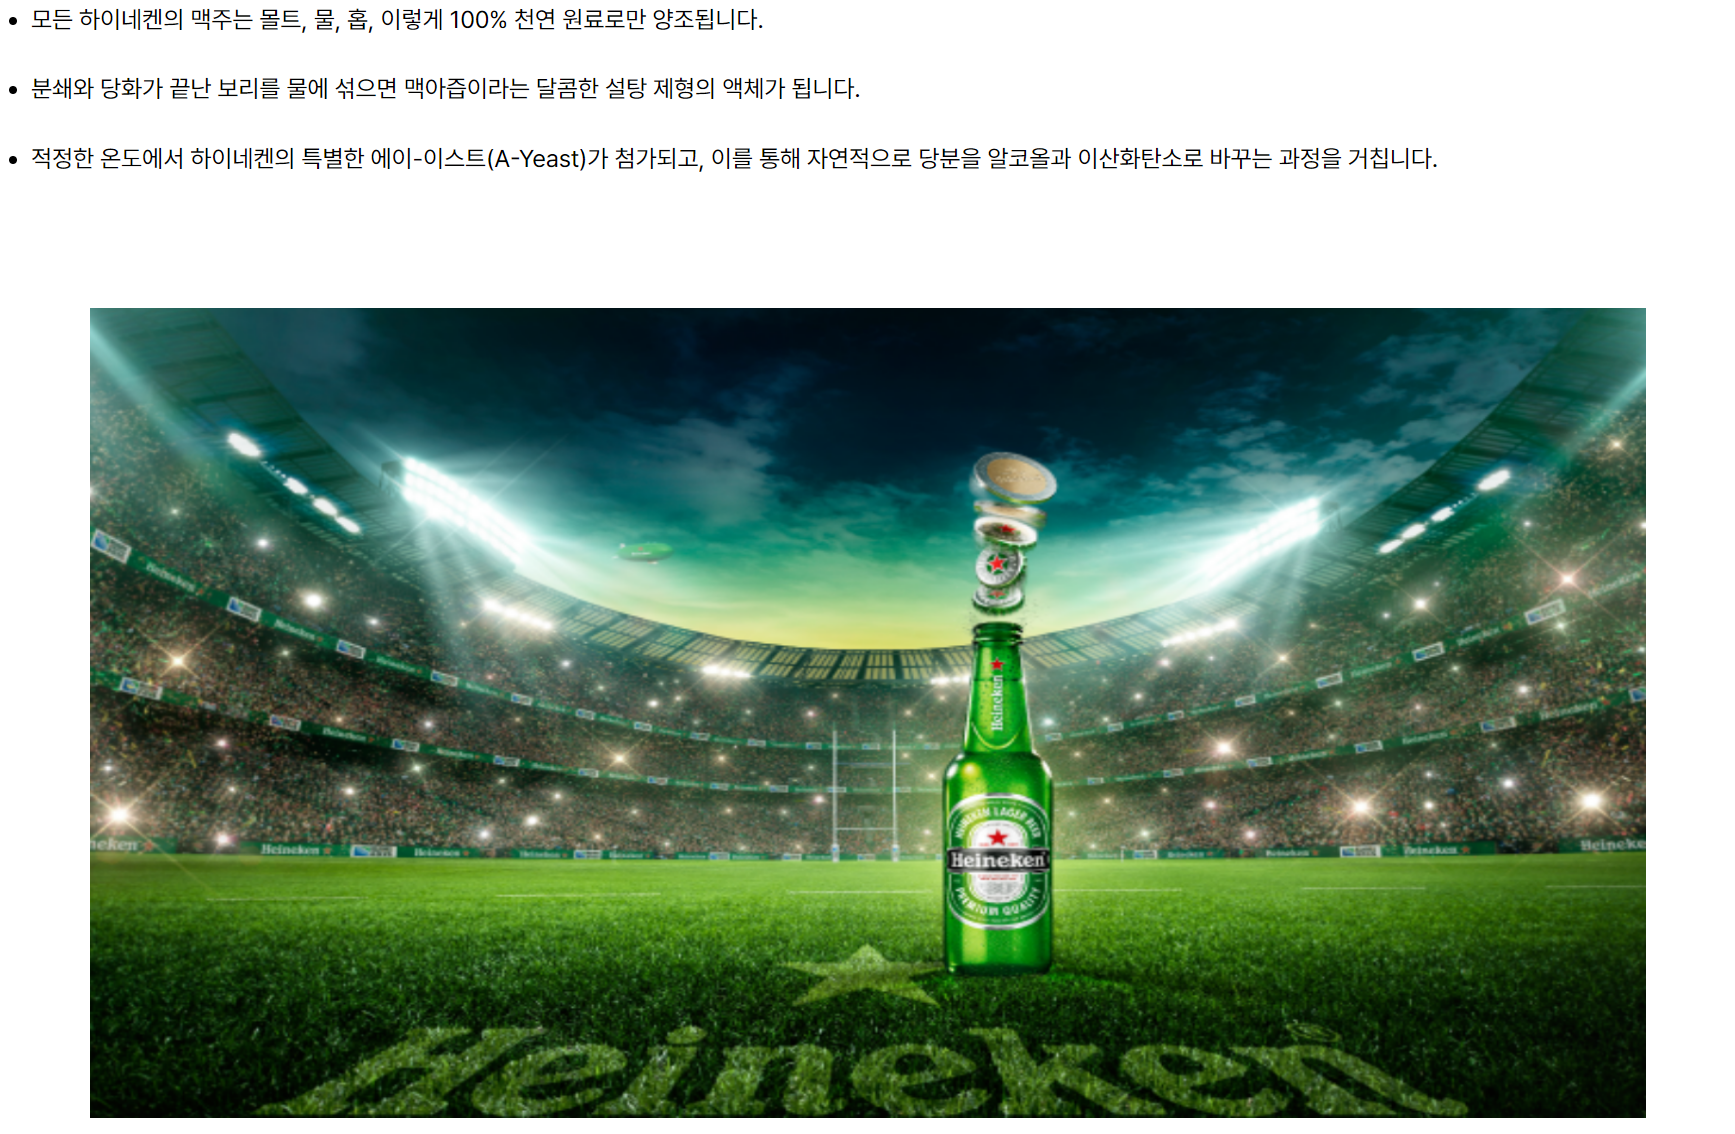 모든 하이네켄의 맥주는 몰트, 물, 홉, 이렇게 100% 천연 원료로만 양조됩니다.
분쇄와 당화가 끝난 보리를 물에 섞으면 맥아즙이라는 달콤한 설탕 제형의 액체가 됩니다.
적정한 온도에서 하이네켄의 특별한 에이-이스트(A-Yeast)가 첨가되고, 이를 통해 자연적으로 당분을 알코올과 이산화탄소로 바꾸는 과정을 거칩니다.
Heineken
HEINEKEN LAGER BEER
Heineken
PREMIUM QUALITY
Heineken
Heineken
Heineken
Heineken
Heineken
Heineken